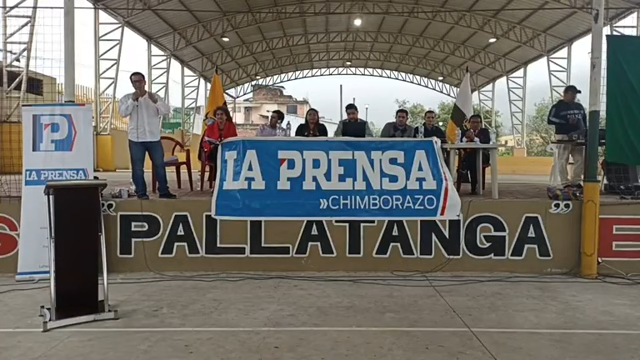 P
LA PRENSA
LA PRENSA
»CHIMBORAZO
S "PALLATANGA" E